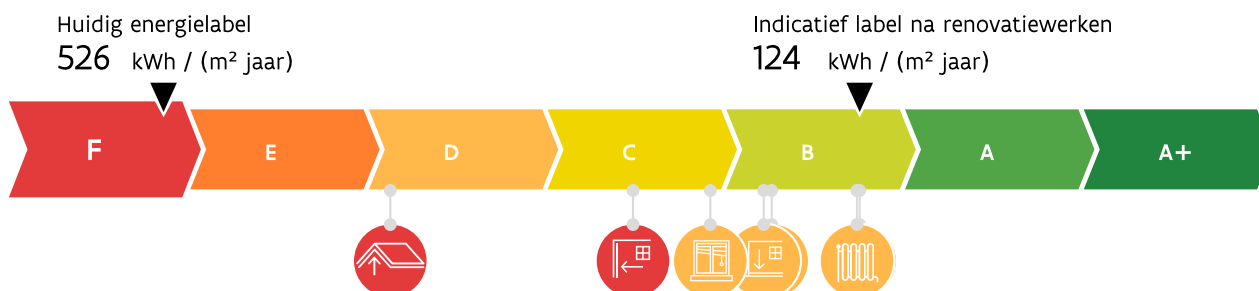 Huidig energielabel
526 kWh / (m² jaar)
Indicatief label na renovatiewerken
124 kWh / (m² jaar)
F E D C B A A+